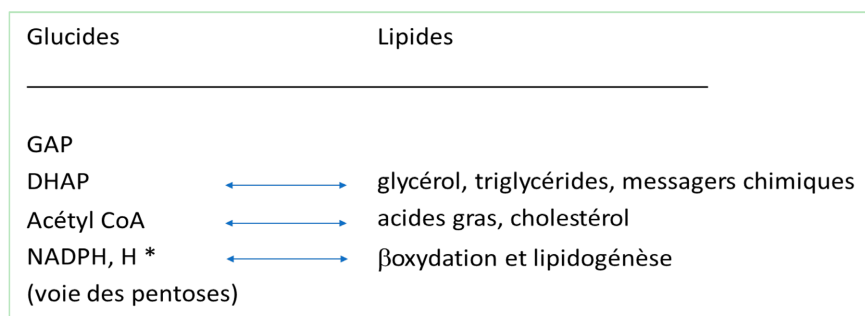 Glucides Lipides
GAP
DHAP glycérol, triglycérides, messagers chimiques
Acétyl CoA acides gras, cholestérol
NADPH, H * βoxydation et lipidogénèse
(voie des pentoses)